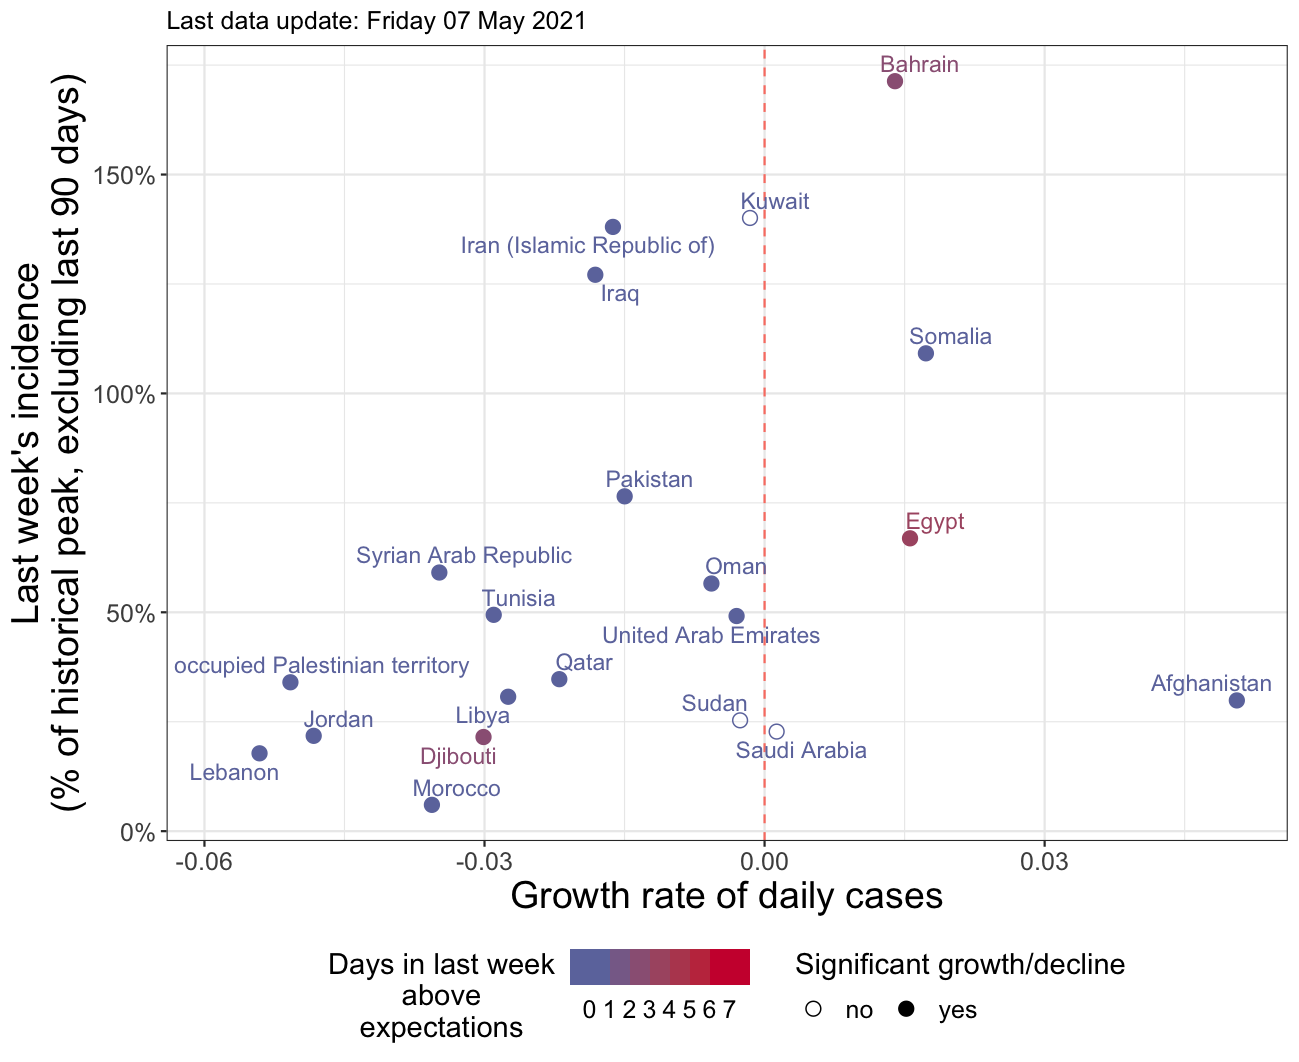 Last data update: Friday 07 May 2021
Last week's incidence
(% of historical peak, excluding last 90 days)
150%
100%
50%
0%
Bahrain
Kuwait
Iran (Islamic Republic of)
Iraq
Somalia
Pakistan
Egypt
Syrian Arab Republic
Oman
Tunisia
United Arab Emirates
occupied Palestinian territory
Qatar
Afghanistan
Sudan
Libya
Jordan
Saudi Arabia
Djibouti
Lebanon
Morocco
-0.06 -0.03 0.00 0.03
Growth rate of daily cases
Days in last week
above
expectations
0 1 2 3 4 5 6 7
Significant growth/decline
no yes